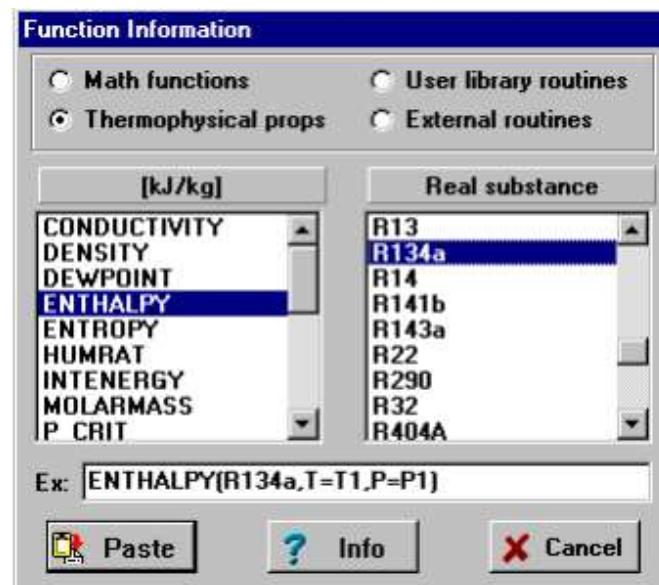 Function Information
Math functions
User library routines
Thermophysical props
External routines
[kJ/kg]
Real substance
CONDUCTIVITY
DENSITY
DEWPOINT
ENTHALPY
ENTROPY
HUMRAT
INTENERGY
MOLARMASS
P_CRIT
R13
R134a
R14
R141b
R143a
R22
R290
R32
R404A
Ex: ENTHALPY(R134a,T=T1,P=P1)
Paste
? Info
Cancel